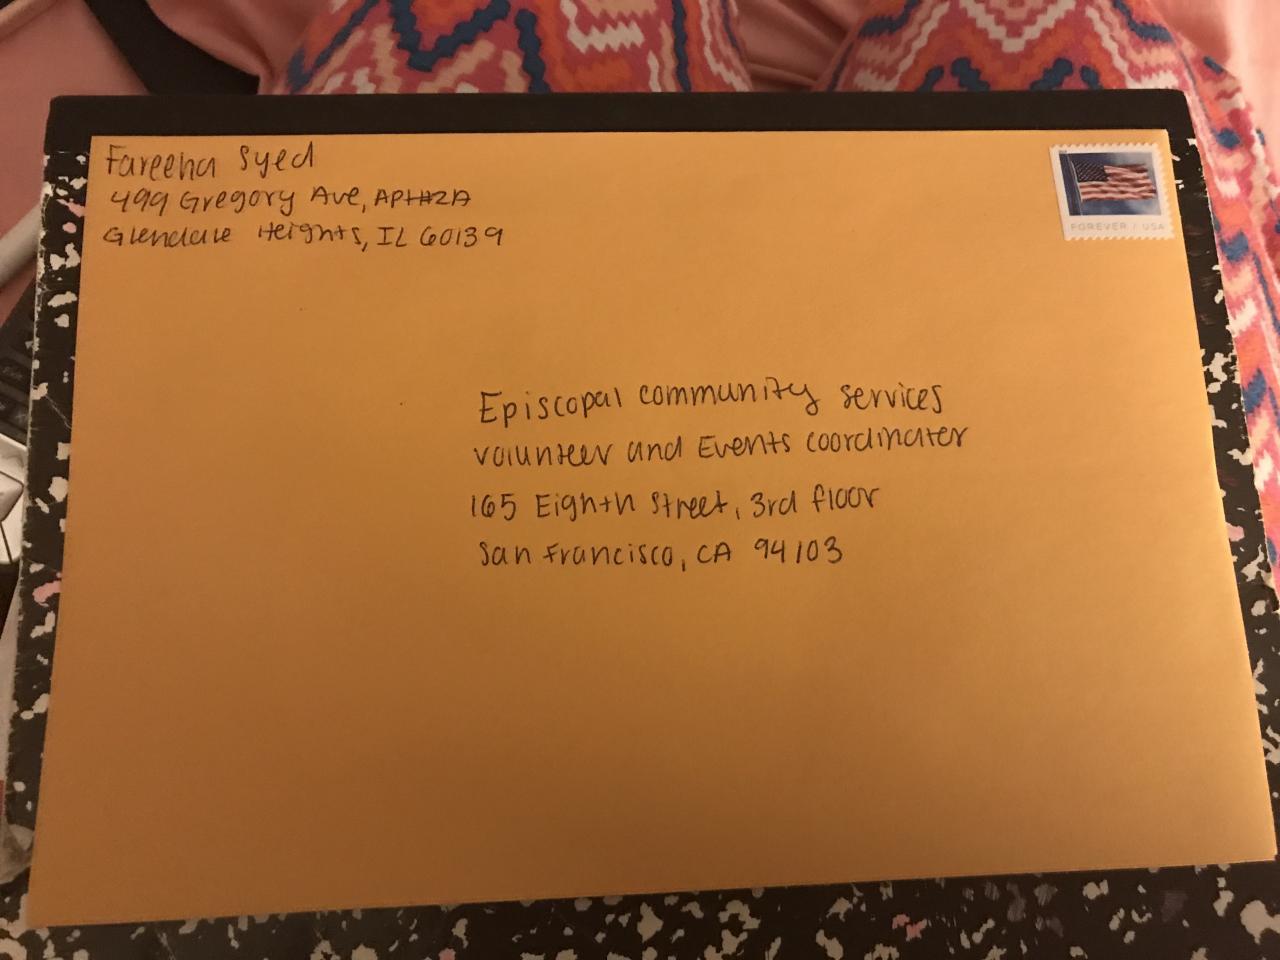 Fareeha Syed
499 Gregory Ave, APt#2A
Glendale Heights, IL 60139
FOREVER / USA
Episcopal community services
volunteer and Events coordinater
165 Eighth Street, 3rd floor
San Francisco, CA 94103